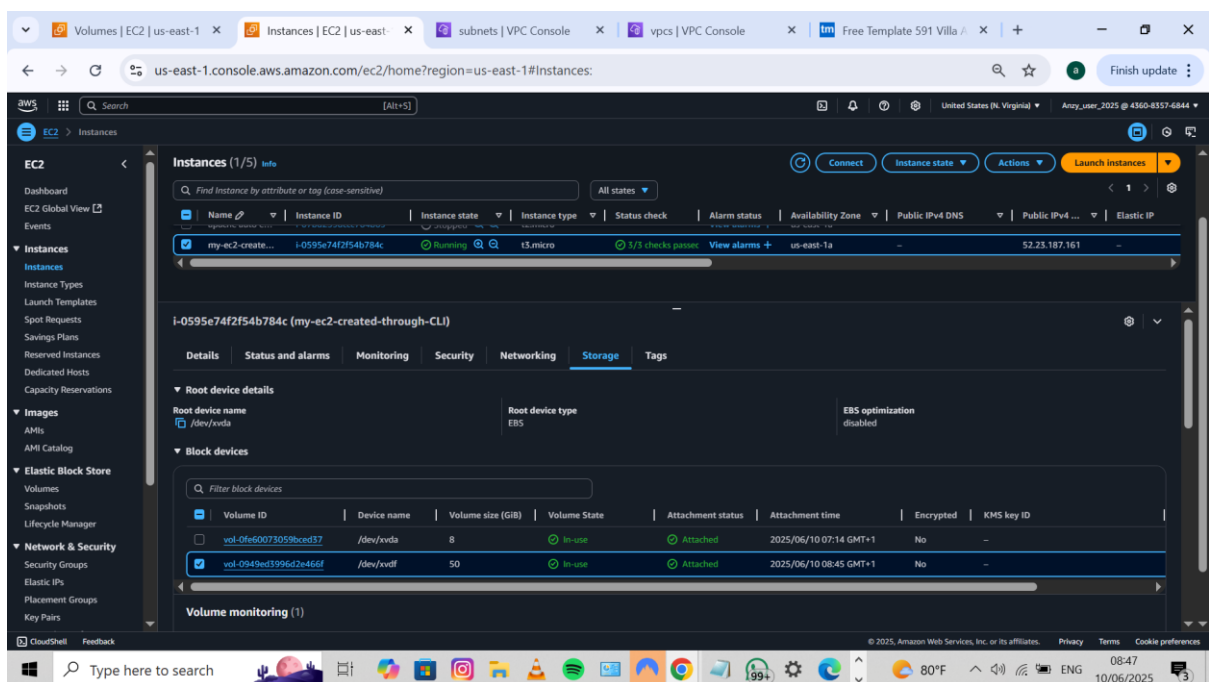 Volumes | EC2 | us-east-1
Instances | EC2 | us-east-
subnets | VPC Console
vpcs | VPC Console
Free Template 591 Villa A
us-east-1.console.aws.amazon.com/ec2/home?region=us-east-1#Instances:
a
Finish update
aws
Search
[Alt+S]
United States (N. Virginia)
Anzy_user_2025 @ 4360-8357-6844
EC2 > Instances
EC2
Dashboard
EC2 Global View
Events
Instances
Instances
Instance Types
Launch Templates
Spot Requests
Savings Plans
Reserved Instances
Dedicated Hosts
Capacity Reservations
Images
AMIs
AMI Catalog
Elastic Block Store
Volumes
Snapshots
Lifecycle Manager
Network & Security
Security Groups
Elastic IPs
Placement Groups
Key Pairs
Instances (1/5) Info
Connect
Instance state
Actions
Launch instances
Find Instance by attribute or tag (case-sensitive)
All states
1
Name Instance ID Instance state Instance type Status check Alarm status Availability Zone Public IPv4 DNS Public IPv4 ... Elastic IP
my-ec2-create... i-0595e74f2f54b784c Running t3.micro 3/3 checks passec View alarms + us-east-1a – 52.23.187.161 –
i-0595e74f2f54b784c (my-ec2-created-through-CLI)
Details Status and alarms Monitoring Security Networking Storage Tags
Root device details
Root device name Root device type EBS optimization
/dev/xvda EBS disabled
Block devices
Filter block devices
Volume ID Device name Volume size (GiB) Volume State Attachment status Attachment time Encrypted KMS key ID
vol-0fe60073059bced37 /dev/xvda 8 In-use Attached 2025/06/10 07:14 GMT+1 No –
vol-0949ed3996d2e466f /dev/xvdf 50 In-use Attached 2025/06/10 08:45 GMT+1 No –
Volume monitoring (1)
CloudShell Feedback
© 2025, Amazon Web Services, Inc. or its affiliates. Privacy Terms Cookie preferences
Type here to search
99+
80°F
ENG
08:47
10/06/2025
3